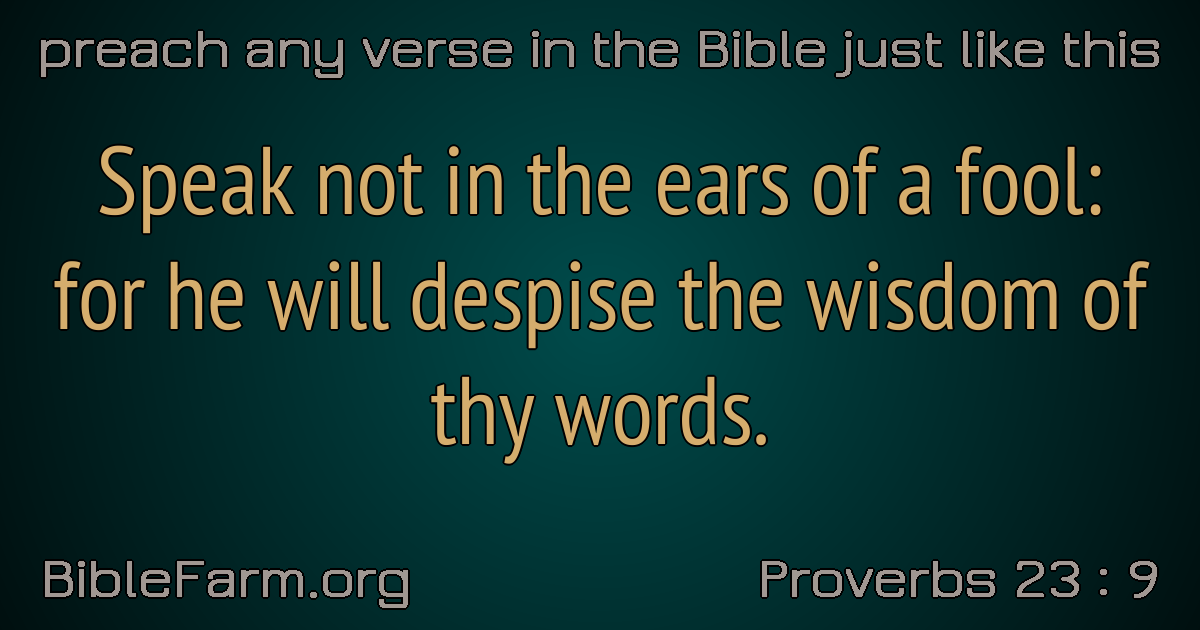 preach any verse in the Bible just like this
Speak not in the ears of a fool:
for he will despise the wisdom of
thy words.
BibleFarm.org
Proverbs 23 : 9